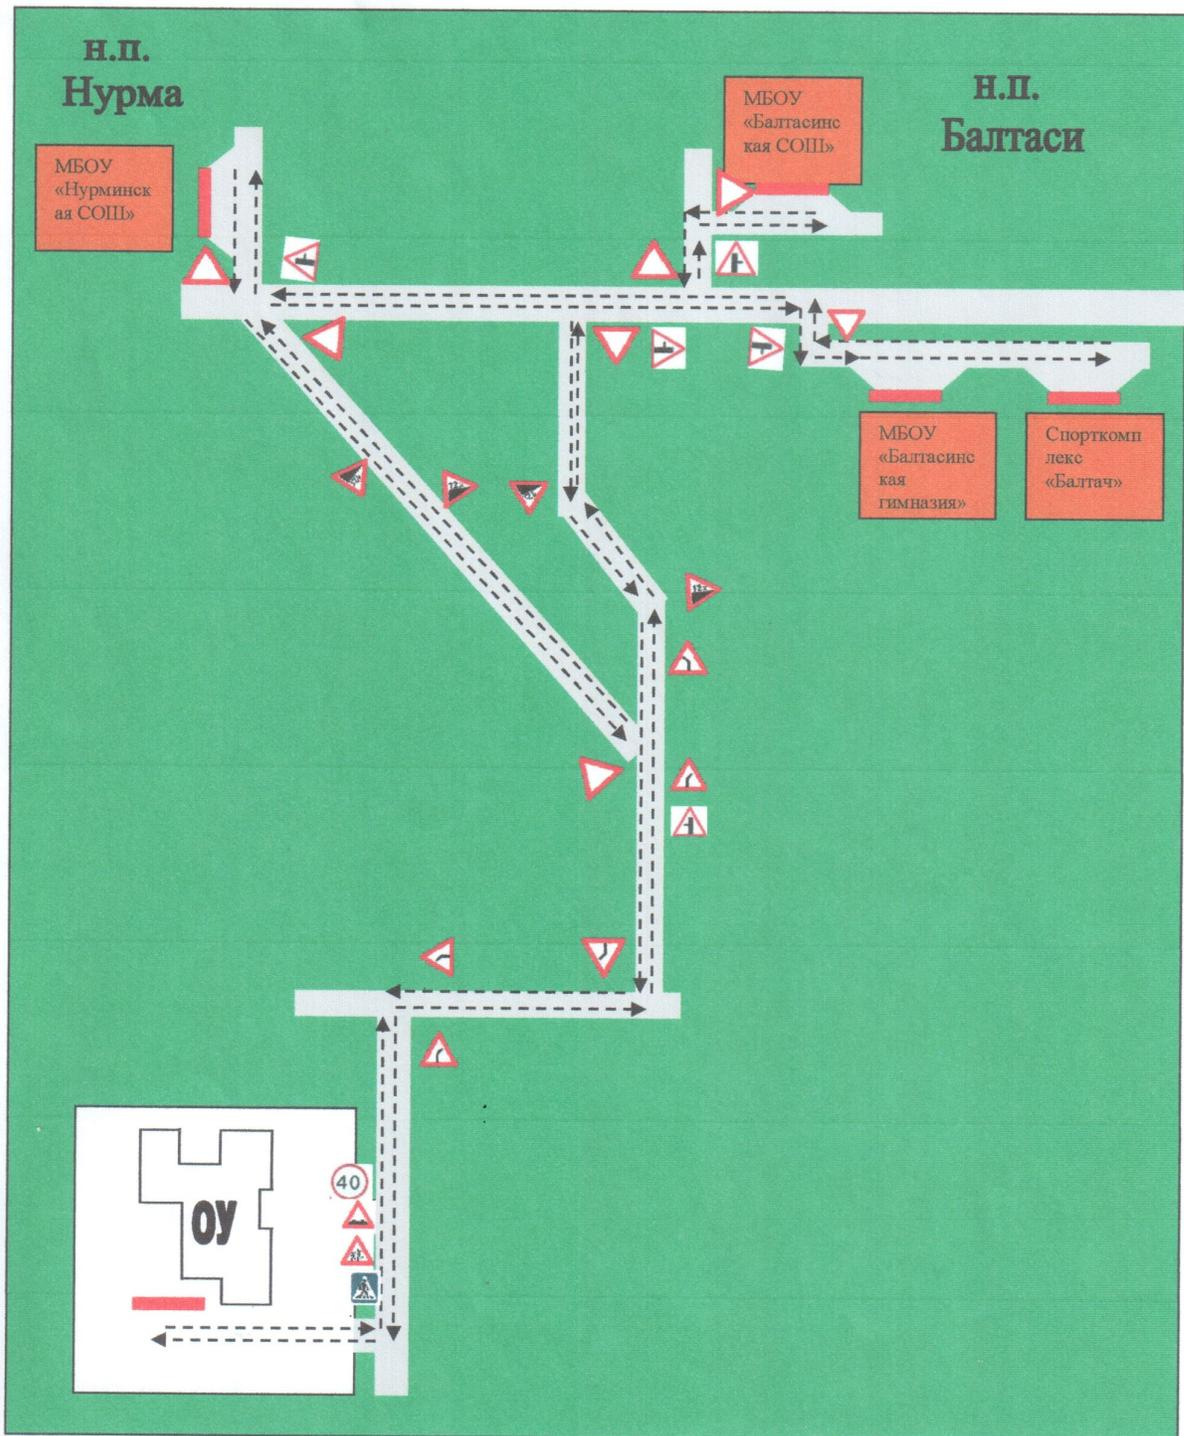 н.п.
Нурма
МБОУ
«Нурминск
ая СОШ»
МБОУ
«Балтасинс
кая СОШ»
н.п.
Балтаси
МБОУ
«Балтасинс
кая
гимназия»
Спорткомп
лекс
«Балтач»
40
ОУ